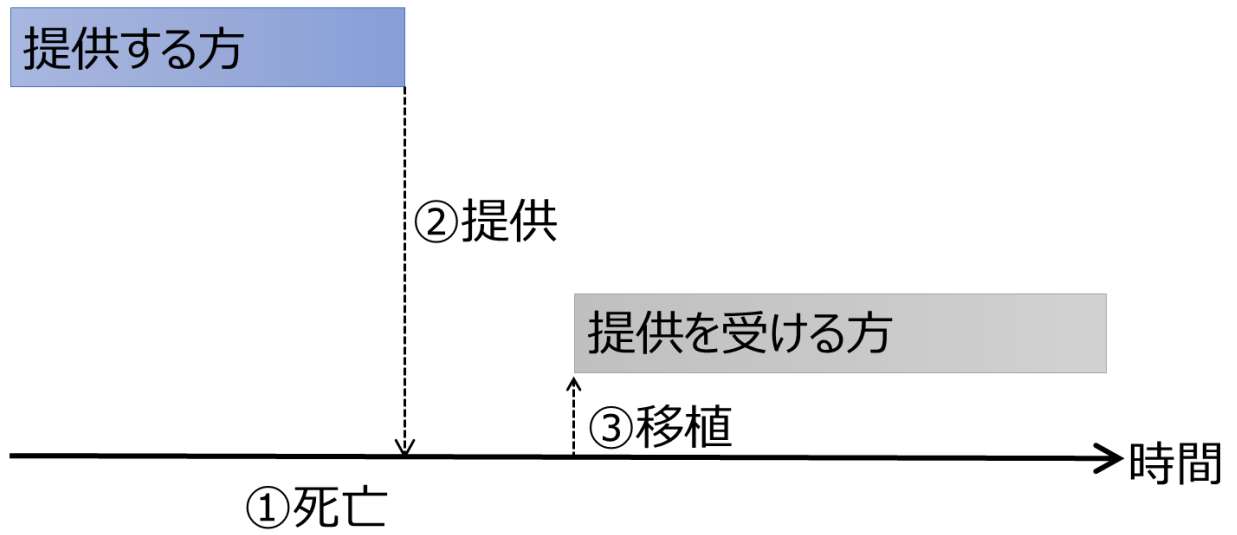 提供する方
②提供
提供を受ける方
③移植
時間
①死亡